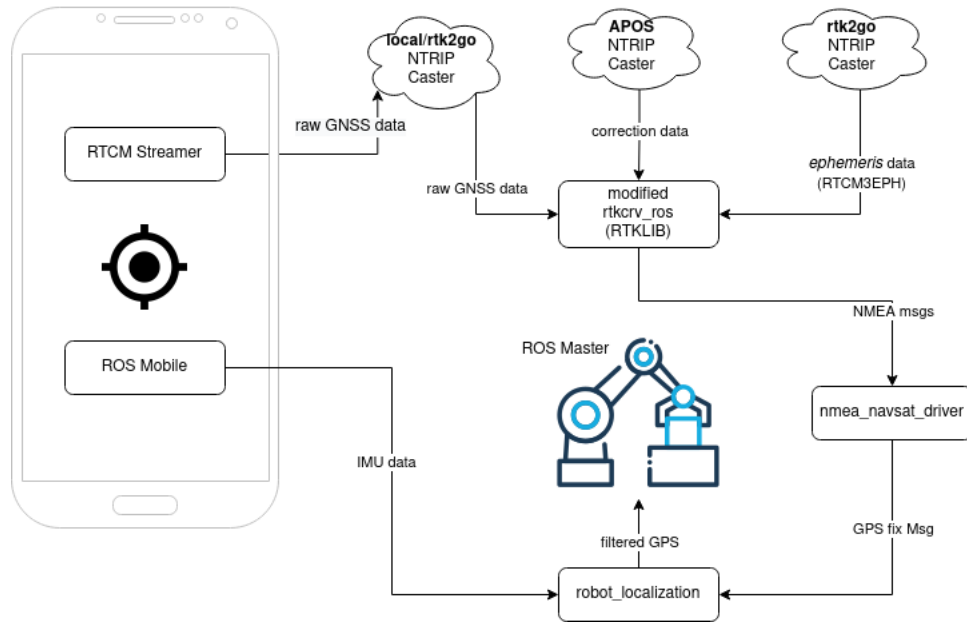 local/rtk2go
NTRIP
Caster
APOS
NTRIP
Caster
rtk2go
NTRIP
Caster
raw GNSS data
RTCM Streamer
correction data
ephemeris data
(RTCM3EPH)
raw GNSS data
modified
rtkcrv_ros
(RTKLIB)
NMEA msgs
ROS Master
ROS Mobile
nmea_navsat_driver
IMU data
GPS fix Msg
filtered GPS
robot_localization